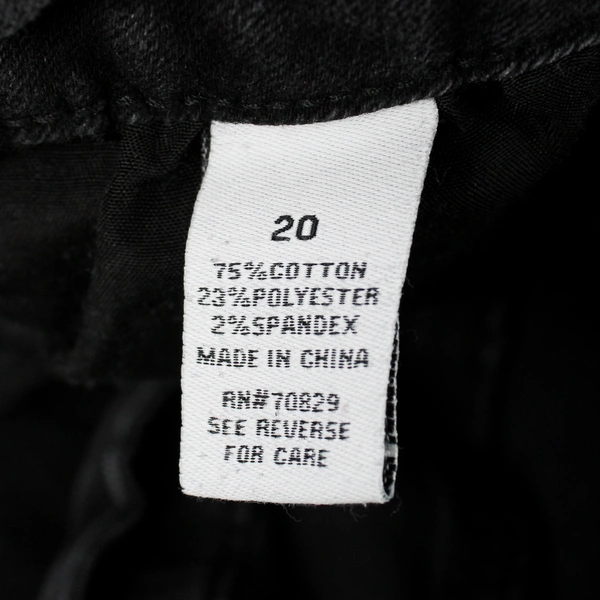 20
75%COTTON
23%POLYESTER
2%SPANDEX
MADE IN CHINA
RN#70829
SEE REVERSE
FOR CARE